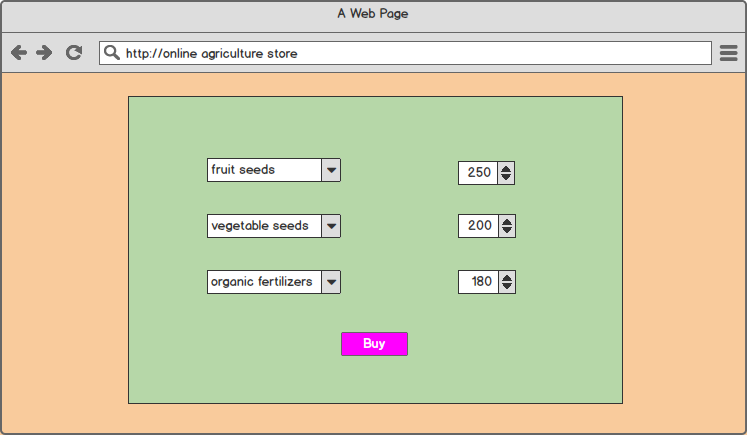 A Web Page
http://online agriculture store
fruit seeds 250
vegetable seeds 200
organic fertilizers 180
Buy